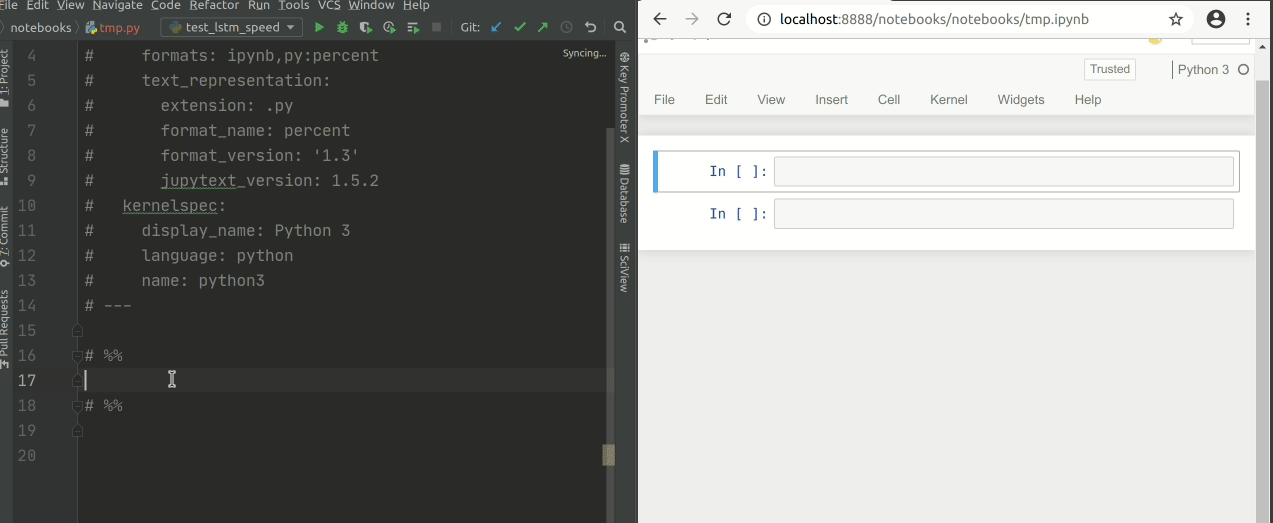 File Edit View Navigate Code Refactor Run Tools VCS Window Help
notebooks tmp.py test_lstm_speed Git:
Syncing...
4 # formats: ipynb,py:percent
5 # text_representation:
6 # extension: .py
7 # format_name: percent
8 # format_version: '1.3'
9 # jupytext_version: 1.5.2
10 # kernelspec:
11 # display_name: Python 3
12 # language: python
13 # name: python3
14 # ---
15
16 # %%
17
18 # %%
19
20
1: Project
Structure
7: Commit
Pull Requests
Key Promoter X
Database
SciView
localhost:8888/notebooks/notebooks/tmp.ipynb
Trusted Python 3
File Edit View Insert Cell Kernel Widgets Help
In [ ]:
In [ ]: